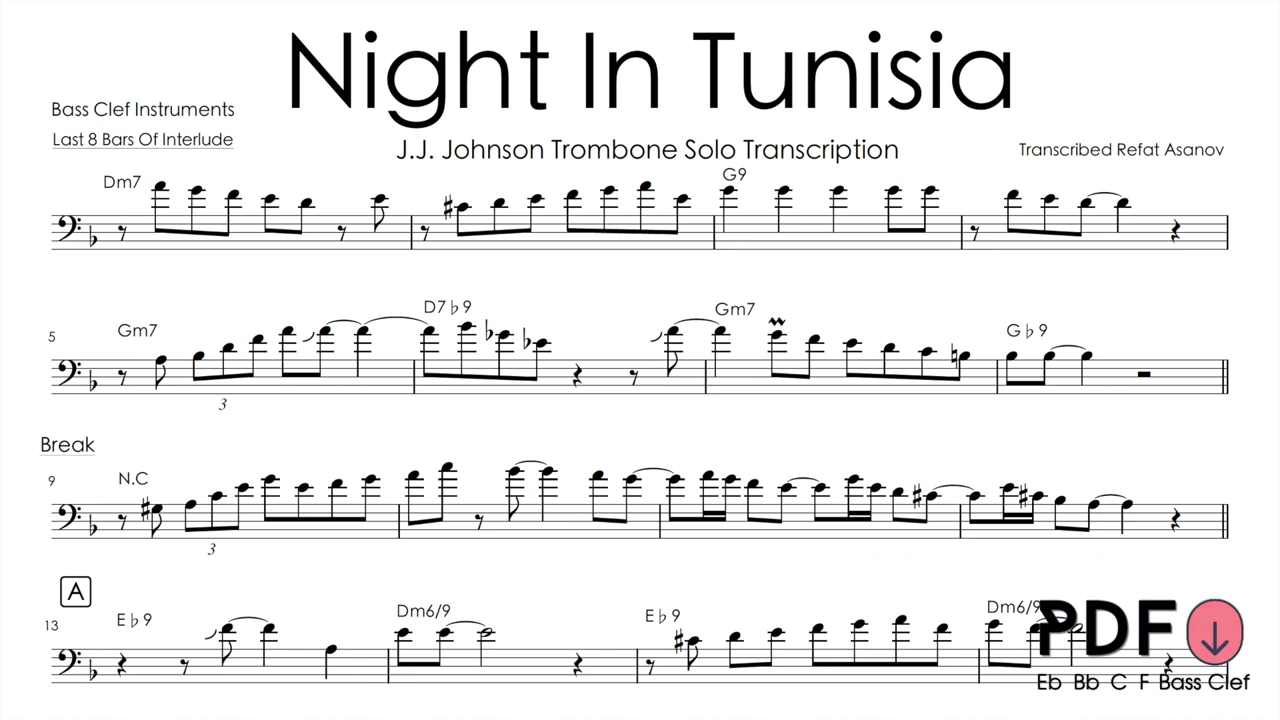 Night In Tunisia
Bass Clef Instruments
Last 8 Bars Of Interlude
J.J. Johnson Trombone Solo Transcription
Transcribed Refat Asanov
Dm7 G9
5 Gm7 D7♭9 Gm7 G♭9
3
Break
9 N.C
3
A
13 E♭9 Dm6/9 E♭9 Dm6/9
PDF
Eb Bb C F Bass Clef